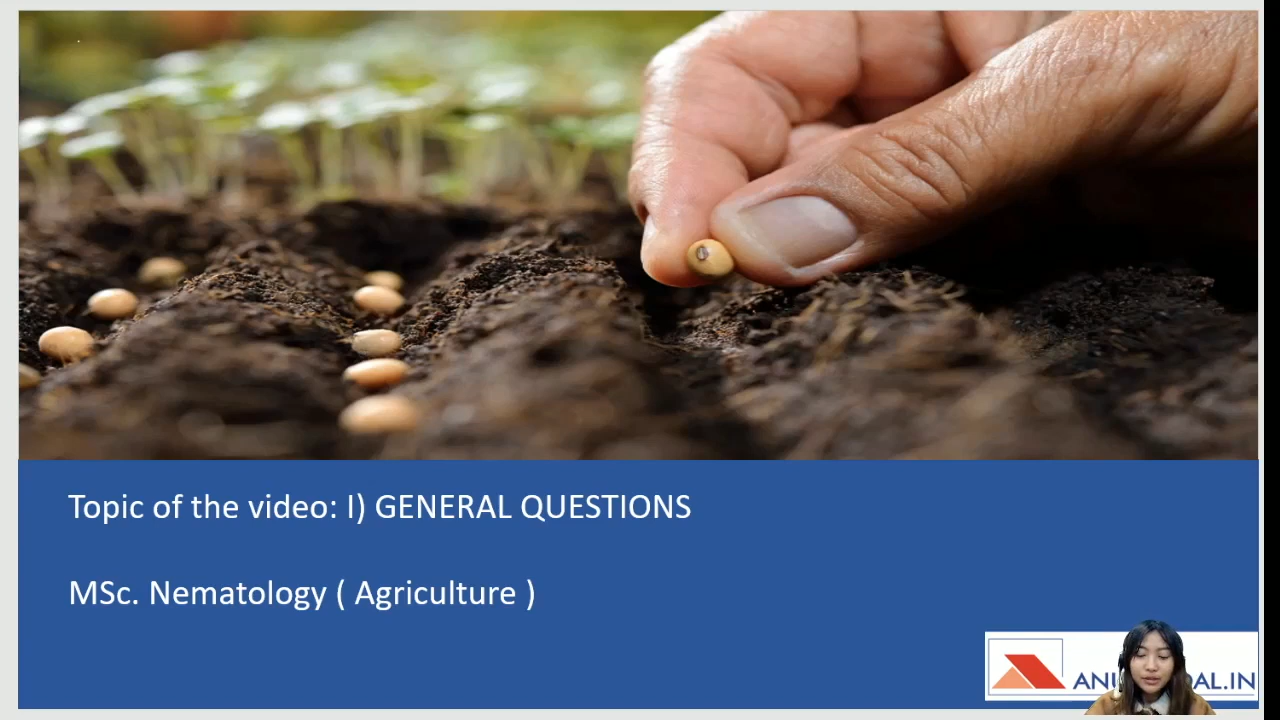 Topic of the video: I) GENERAL QUESTIONS
MSc. Nematology ( Agriculture )